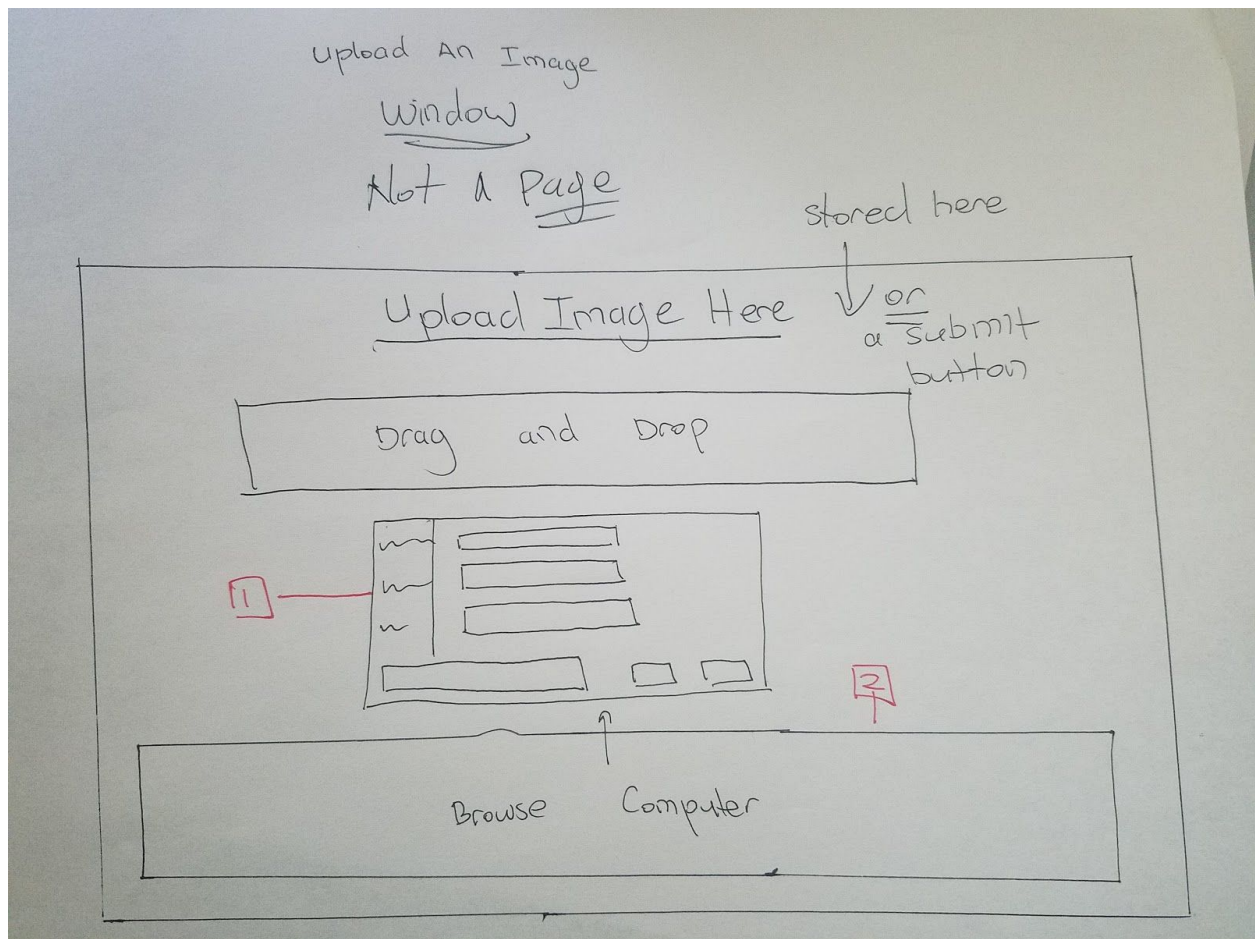 Upload An Image
Window
Not a Page
stored here
Upload Image Here
or
a submit
button
Drag and Drop
1
2
Browse Computer